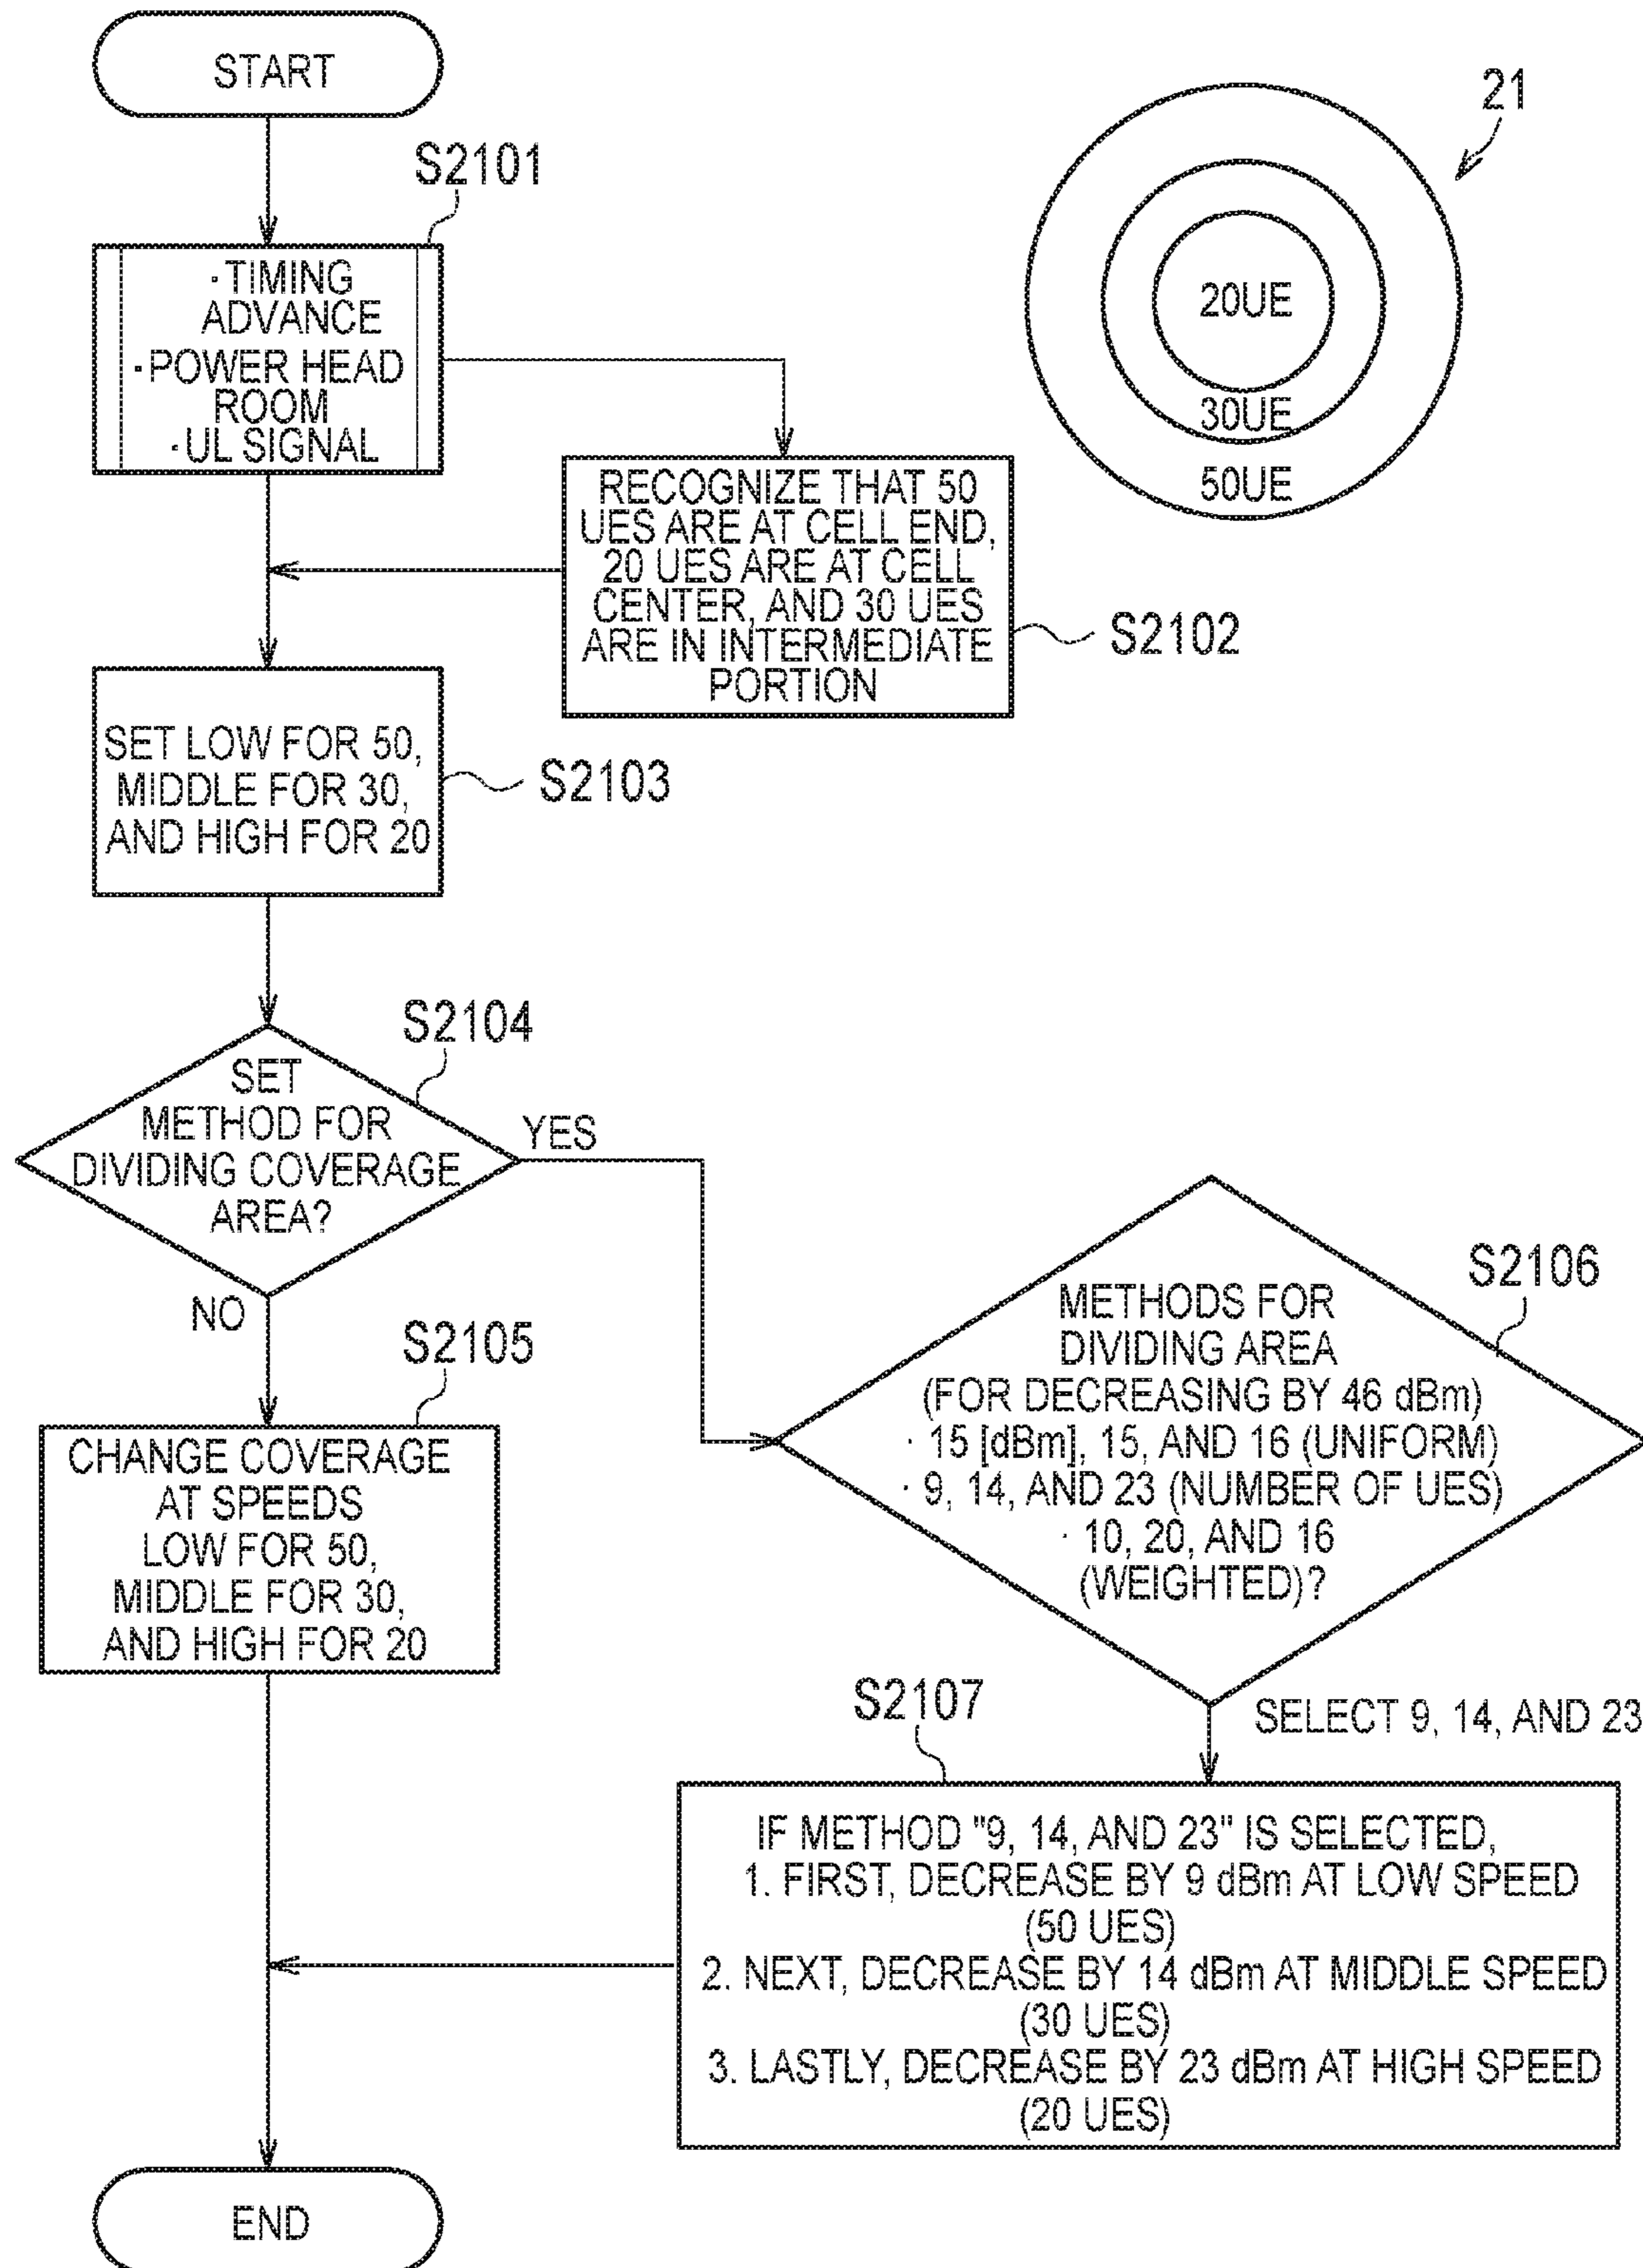 START
S2101
· TIMING
ADVANCE
· POWER HEAD
ROOM
· UL SIGNAL
21
20UE
30UE
50UE
RECOGNIZE THAT 50
UES ARE AT CELL END,
20 UES ARE AT CELL
CENTER, AND 30 UES
ARE IN INTERMEDIATE
PORTION
S2102
SET LOW FOR 50,
MIDDLE FOR 30,
AND HIGH FOR 20
S2103
S2104
SET
METHOD FOR
DIVIDING COVERAGE
AREA?
YES
NO
S2105
CHANGE COVERAGE
AT SPEEDS
LOW FOR 50,
MIDDLE FOR 30,
AND HIGH FOR 20
S2106
METHODS FOR
DIVIDING AREA
(FOR DECREASING BY 46 dBm)
· 15 [dBm], 15, AND 16 (UNIFORM)
· 9, 14, AND 23 (NUMBER OF UES)
· 10, 20, AND 16
(WEIGHTED)?
SELECT 9, 14, AND 23
S2107
IF METHOD "9, 14, AND 23" IS SELECTED,
1. FIRST, DECREASE BY 9 dBm AT LOW SPEED
(50 UES)
2. NEXT, DECREASE BY 14 dBm AT MIDDLE SPEED
(30 UES)
3. LASTLY, DECREASE BY 23 dBm AT HIGH SPEED
(20 UES)
END